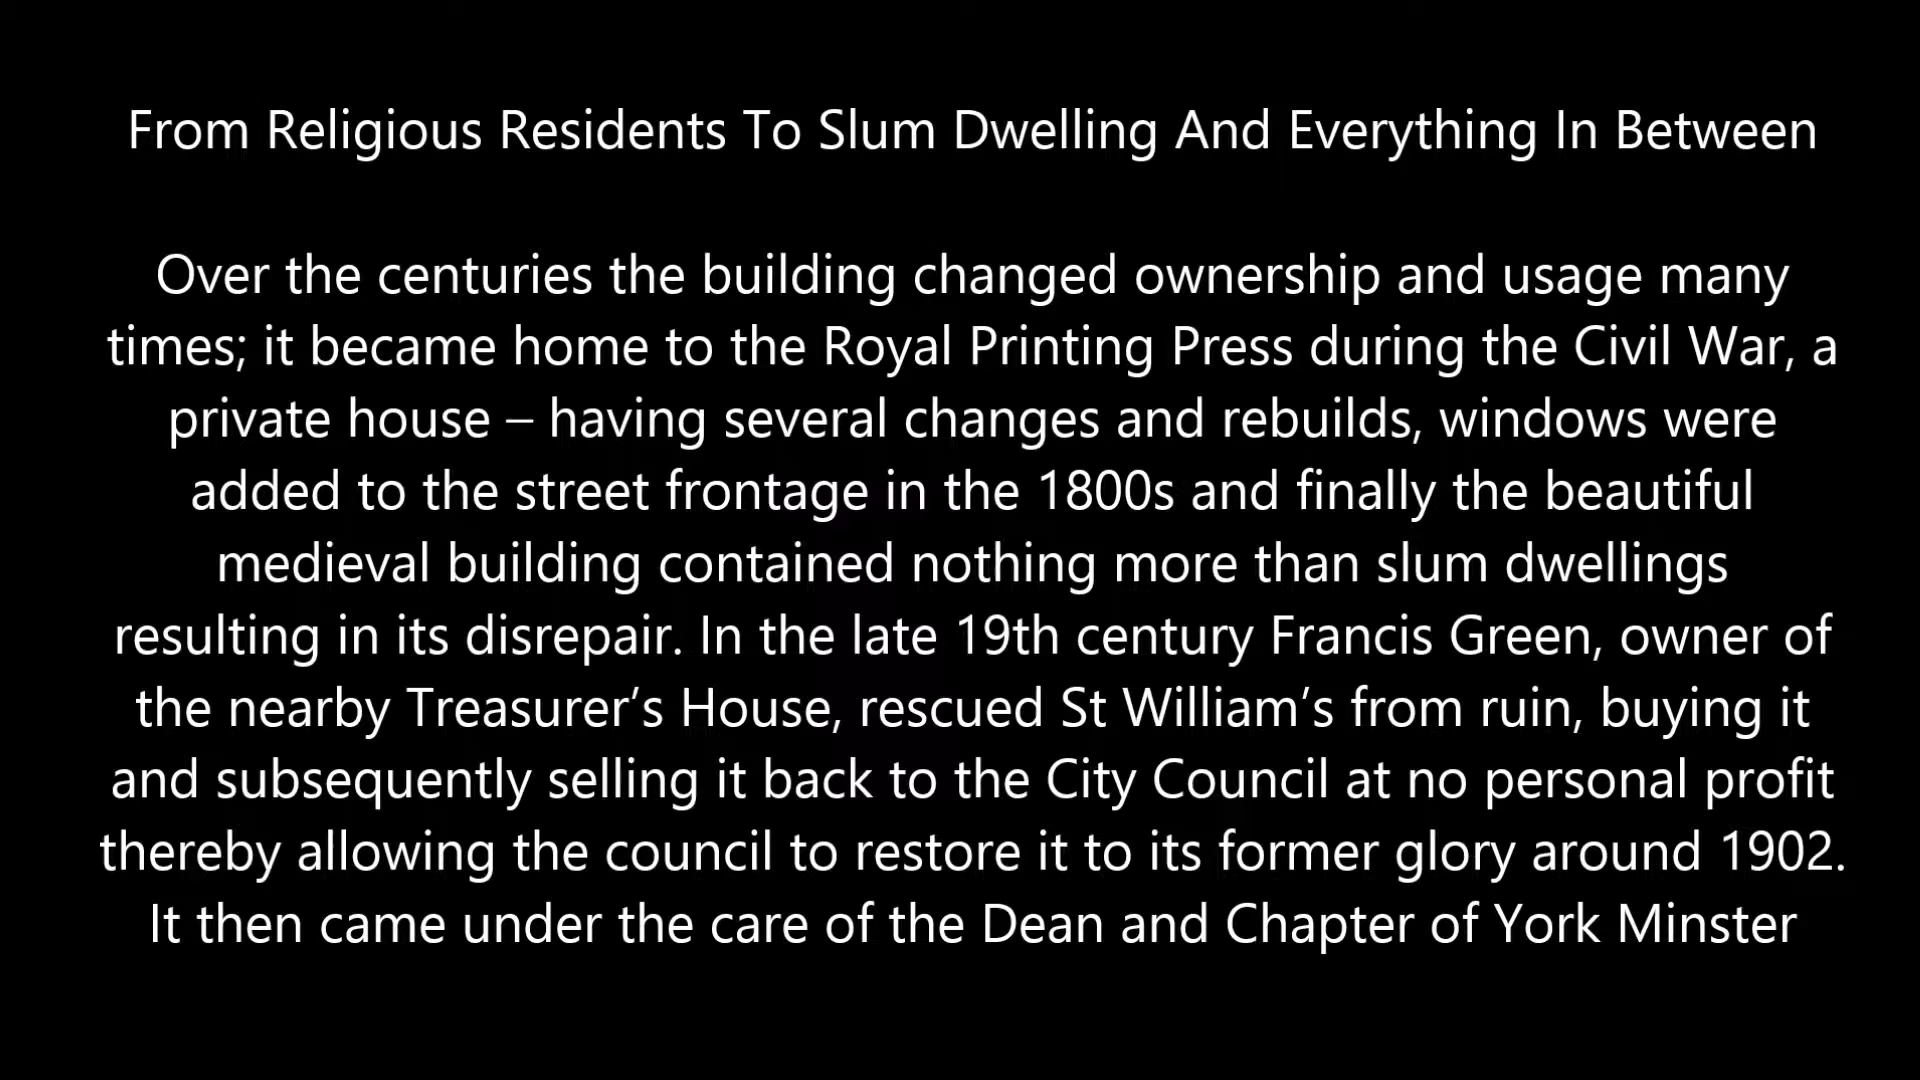 From Religious Residents To Slum Dwelling And Everything In Between
Over the centuries the building changed ownership and usage many
times; it became home to the Royal Printing Press during the Civil War, a
private house – having several changes and rebuilds, windows were
added to the street frontage in the 1800s and finally the beautiful
medieval building contained nothing more than slum dwellings
resulting in its disrepair. In the late 19th century Francis Green, owner of
the nearby Treasurer’s House, rescued St William’s from ruin, buying it
and subsequently selling it back to the City Council at no personal profit
thereby allowing the council to restore it to its former glory around 1902.
It then came under the care of the Dean and Chapter of York Minster